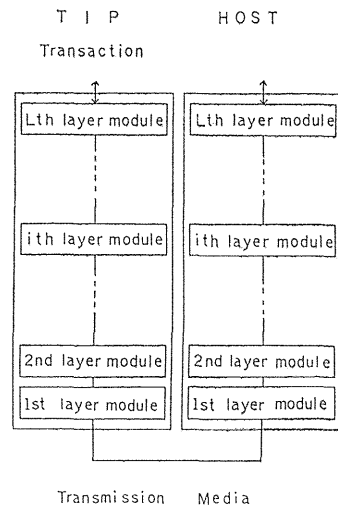 T I P HOST
Transaction
Lth layer module Lth layer module
ith layer module ith layer module
2nd layer module 2nd layer module
1st layer module 1st layer module
Transmission Media